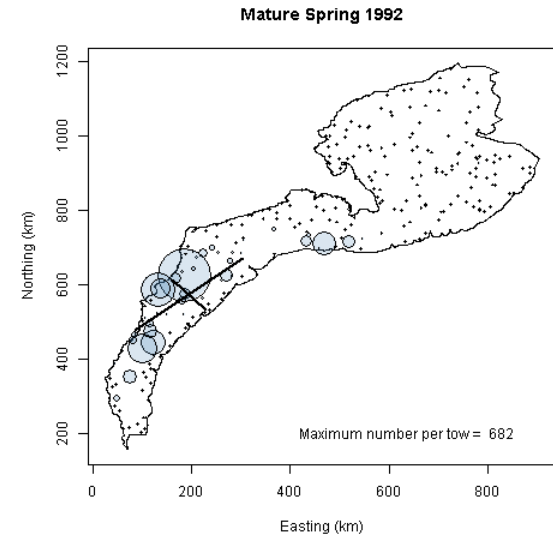 Mature Spring 1992
1200
1000
800
600
400
200
Northing (km)
Maximum number per tow = 682
0 200 400 600 800
Easting (km)